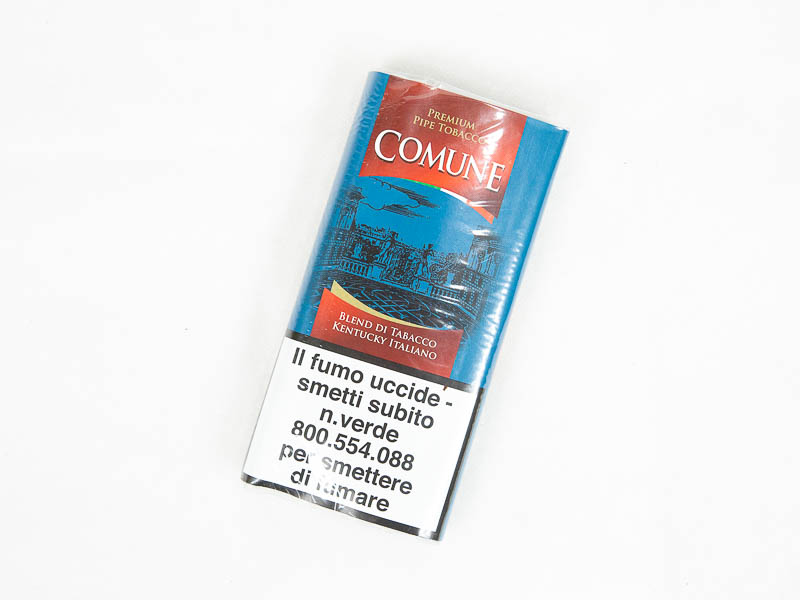 PREMIUM
PIPE TOBACCO
COMUNE
BLEND DI TABACCO
KENTUCKY ITALIANO
Il fumo uccide -
smetti subito
n.verde
800.554.088
per smettere
di fumare